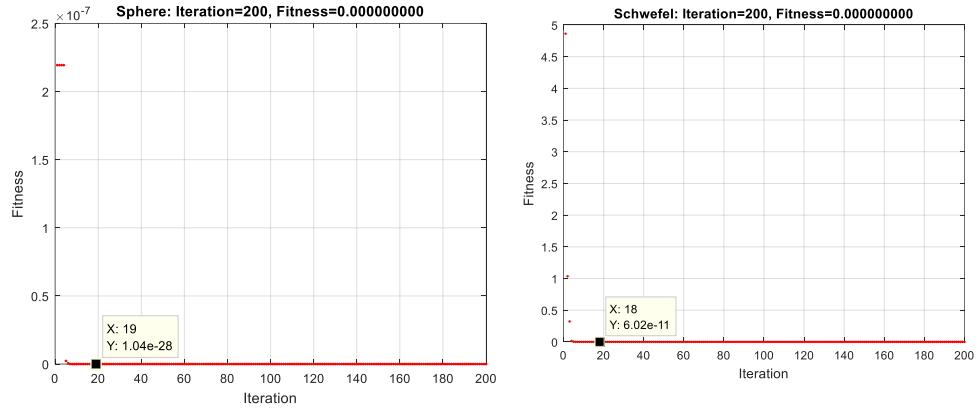 Sphere: Iteration=200, Fitness=0.000000000
×10^-7
2.5
2
1.5
1
0.5
0
Fitness
X: 19
Y: 1.04e-28
0 20 40 60 80 100 120 140 160 180 200
Iteration
Schwefel: Iteration=200, Fitness=0.000000000
5
4.5
4
3.5
3
2.5
2
1.5
1
0.5
0
Fitness
X: 18
Y: 6.02e-11
0 20 40 60 80 100 120 140 160 180 200
Iteration